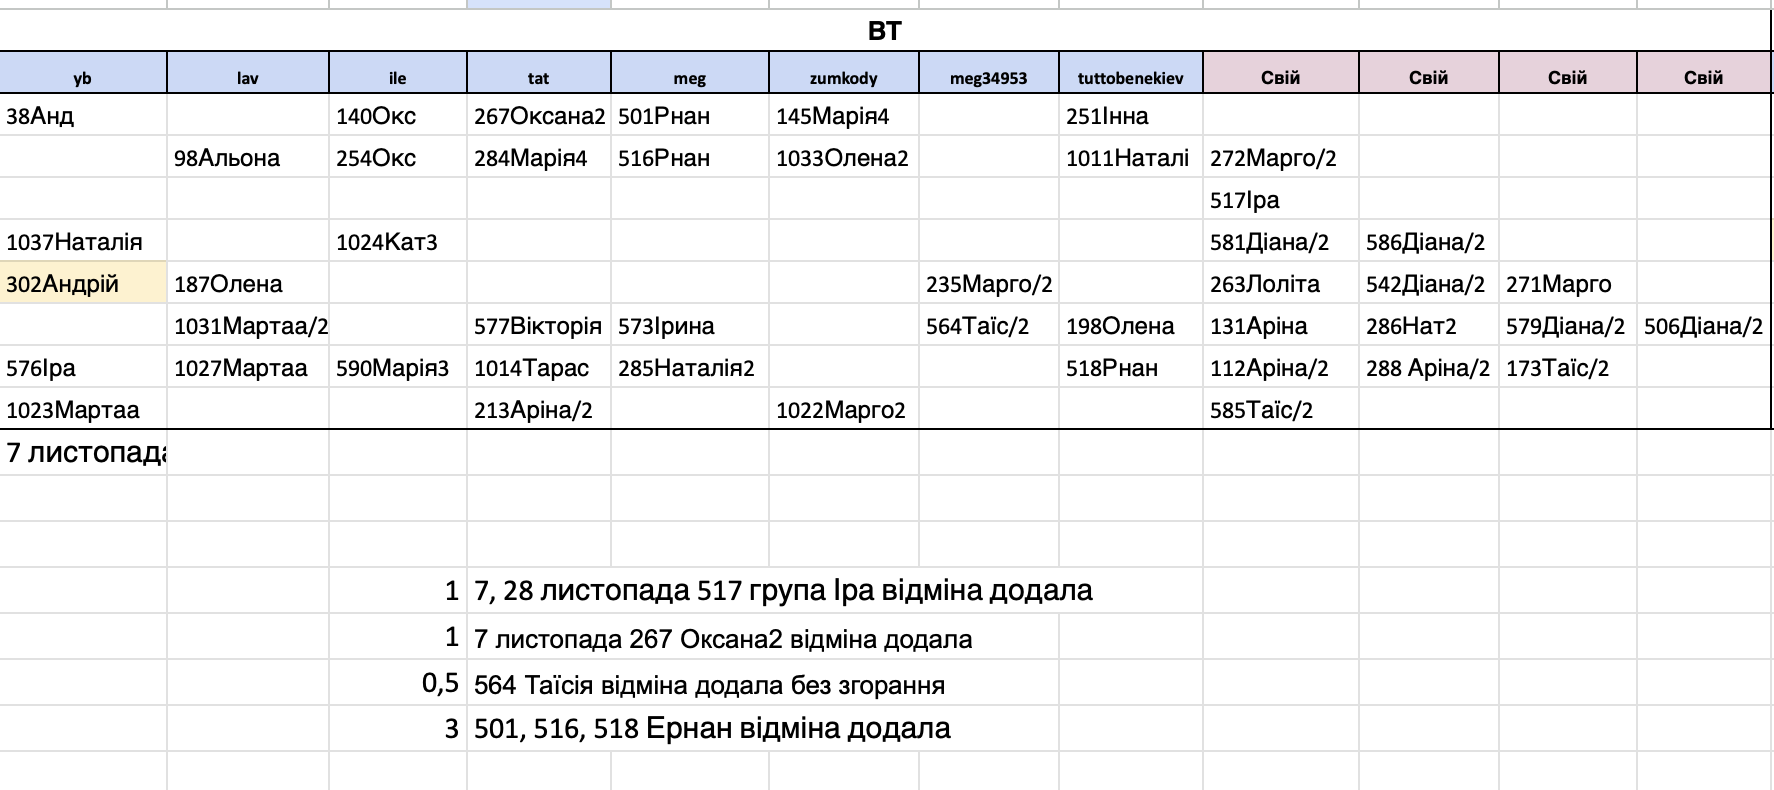 ВТ
yb lav ile tat meg zumkody meg34953 tuttobenekiev Свій Свій Свій Свій
38Анд 140Окс 267Оксана2 501Рнан 145Марія4 251Інна
98Альона 254Окс 284Марія4 516Рнан 1033Олена2 1011Наталі 272Марго/2
517Іра
1037Наталія 1024Кат3 581Діана/2 586Діана/2
302Андрій 187Олена 235Марго/2 263Лоліта 542Діана/2 271Марго
1031Мартаа/2 577Вікторія 573Ірина 564Таїс/2 198Олена 131Аріна 286Нат2 579Діана/2 506Діана/2
576Іра 1027Мартаа 590Марія3 1014Тарас 285Наталія2 518Рнан 112Аріна/2 288 Аріна/2 173Таїс/2
1023Мартаа 213Аріна/2 1022Марго2 585Таїс/2
7 листопада
1 7, 28 листопада 517 група Іра відміна додала
1 7 листопада 267 Оксана2 відміна додала
0,5 564 Таїсія відміна додала без згорання
3 501, 516, 518 Ернан відміна додала